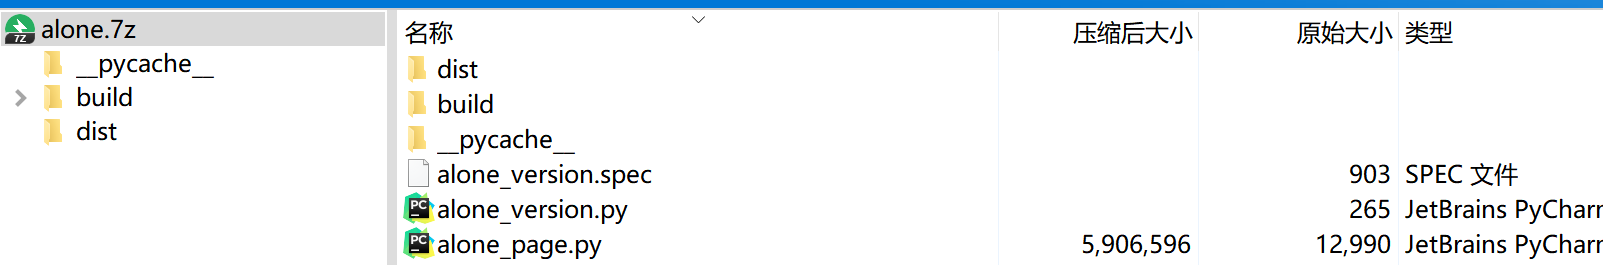 alone.7z
__pycache__
build
dist
名称 压缩后大小 原始大小 类型
dist
build
__pycache__
alone_version.spec 903 SPEC 文件
alone_version.py 265 JetBrains PyCharm
alone_page.py 5,906,596 12,990 JetBrains PyCharm